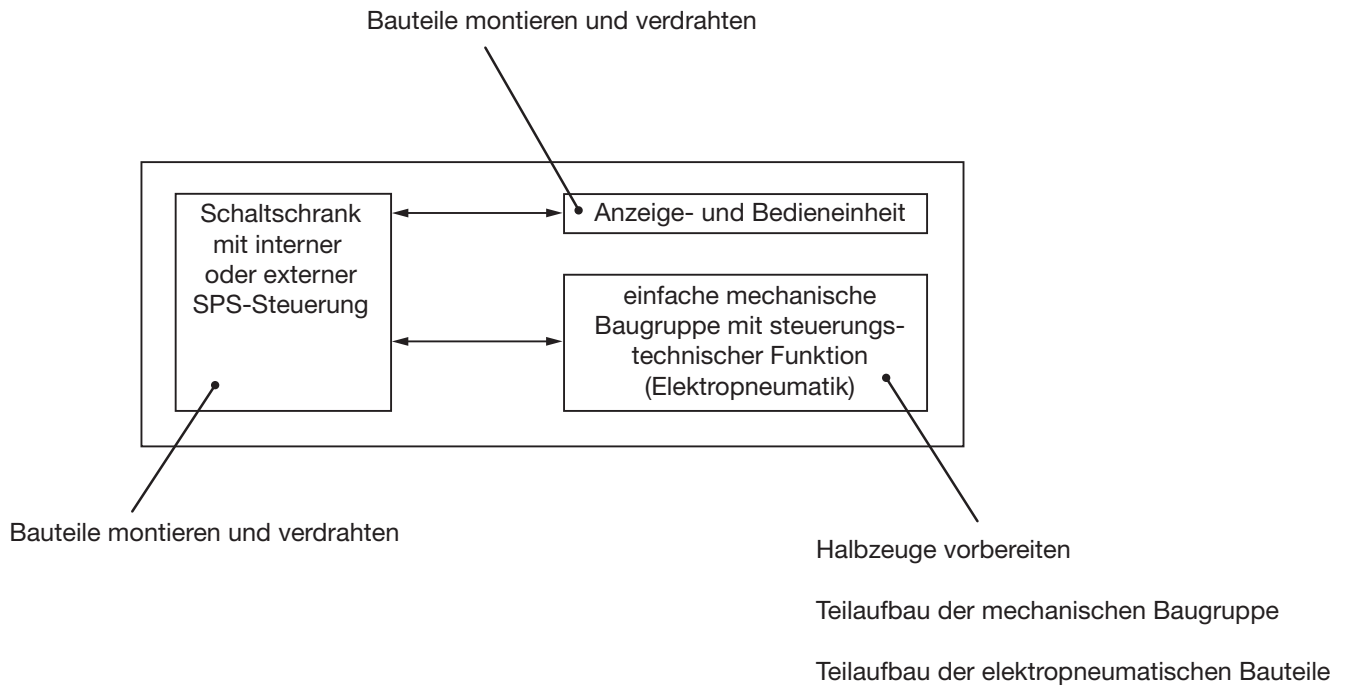 Bauteile montieren und verdrahten
Schaltschrank
mit interner
oder externer
SPS-Steuerung
Anzeige- und Bedieneinheit
einfache mechanische
Baugruppe mit steuerungs-
technischer Funktion
(Elektropneumatik)
Bauteile montieren und verdrahten
Halbzeuge vorbereiten
Teilaufbau der mechanischen Baugruppe
Teilaufbau der elektropneumatischen Bauteile